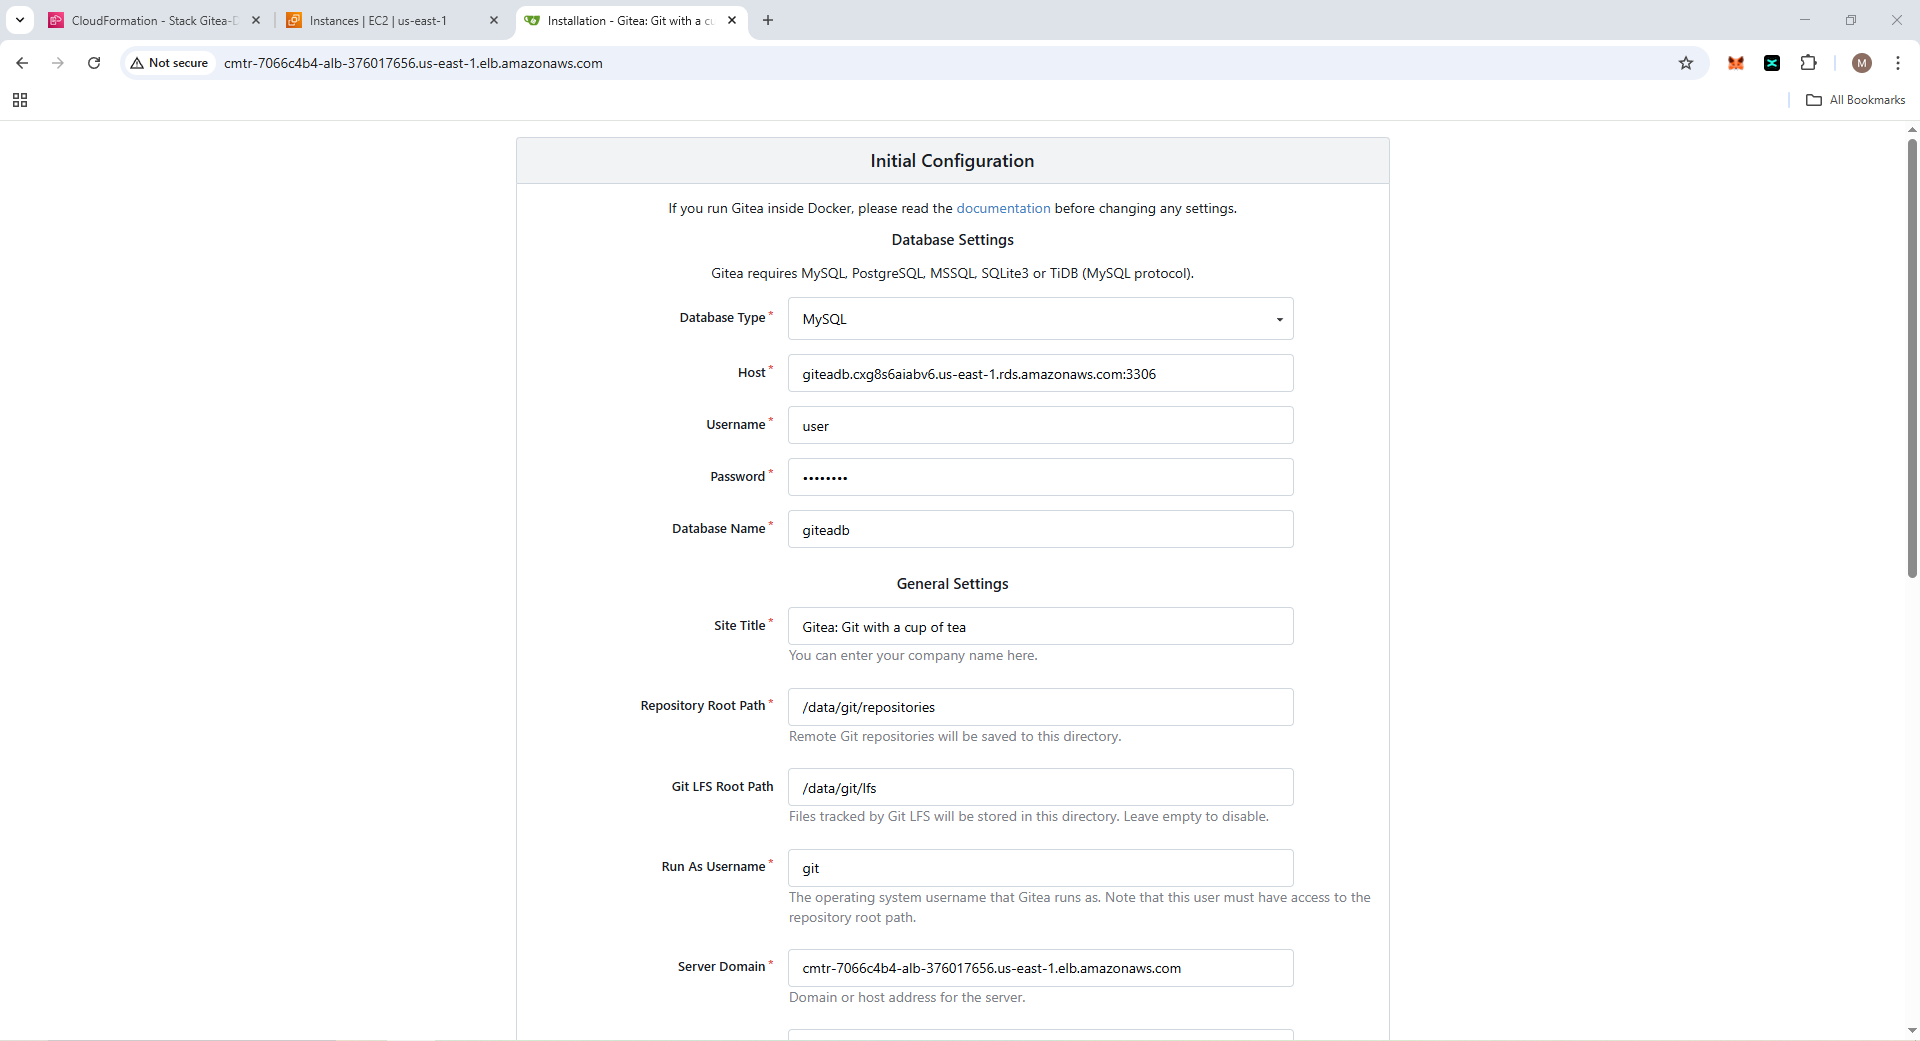 CloudFormation - Stack Gitea-D
Instances | EC2 | us-east-1
Installation - Gitea: Git with a cu
Not secure
cmtr-7066c4b4-alb-376017656.us-east-1.elb.amazonaws.com
M
All Bookmarks
Initial Configuration
If you run Gitea inside Docker, please read the documentation before changing any settings.
Database Settings
Gitea requires MySQL, PostgreSQL, MSSQL, SQLite3 or TiDB (MySQL protocol).
Database Type *
MySQL
Host *
giteadb.cxg8s6aiabv6.us-east-1.rds.amazonaws.com:3306
Username *
user
Password *
••••••••
Database Name *
giteadb
General Settings
Site Title *
Gitea: Git with a cup of tea
You can enter your company name here.
Repository Root Path *
/data/git/repositories
Remote Git repositories will be saved to this directory.
Git LFS Root Path
/data/git/lfs
Files tracked by Git LFS will be stored in this directory. Leave empty to disable.
Run As Username *
git
The operating system username that Gitea runs as. Note that this user must have access to the
repository root path.
Server Domain *
cmtr-7066c4b4-alb-376017656.us-east-1.elb.amazonaws.com
Domain or host address for the server.